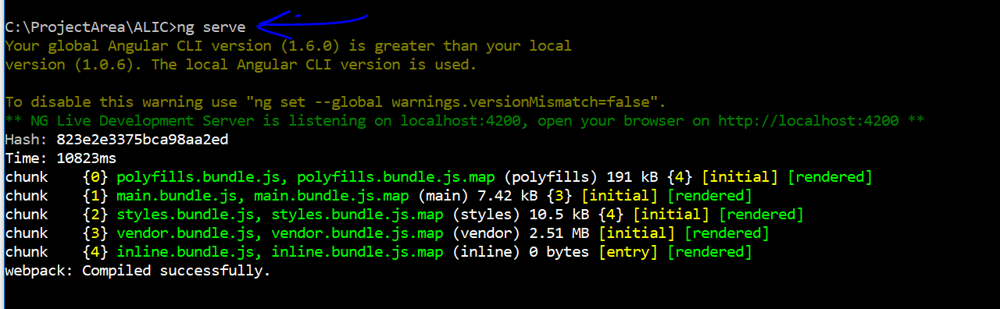 C:\ProjectArea\ALIC>ng serve
Your global Angular CLI version (1.6.0) is greater than your local
version (1.0.6). The local Angular CLI version is used.
To disable this warning use "ng set --global warnings.versionMismatch=false".
** NG Live Development Server is listening on localhost:4200, open your browser on http://localhost:4200 **
Hash: 823e2e3375bca98aa2ed
Time: 10823ms
chunk    {0} polyfills.bundle.js, polyfills.bundle.js.map (polyfills) 191 kB {4} [initial] [rendered]
chunk    {1} main.bundle.js, main.bundle.js.map (main) 7.42 kB {3} [initial] [rendered]
chunk    {2} styles.bundle.js, styles.bundle.js.map (styles) 10.5 kB {4} [initial] [rendered]
chunk    {3} vendor.bundle.js, vendor.bundle.js.map (vendor) 2.51 MB [initial] [rendered]
chunk    {4} inline.bundle.js, inline.bundle.js.map (inline) 0 bytes [entry] [rendered]
webpack: Compiled successfully.